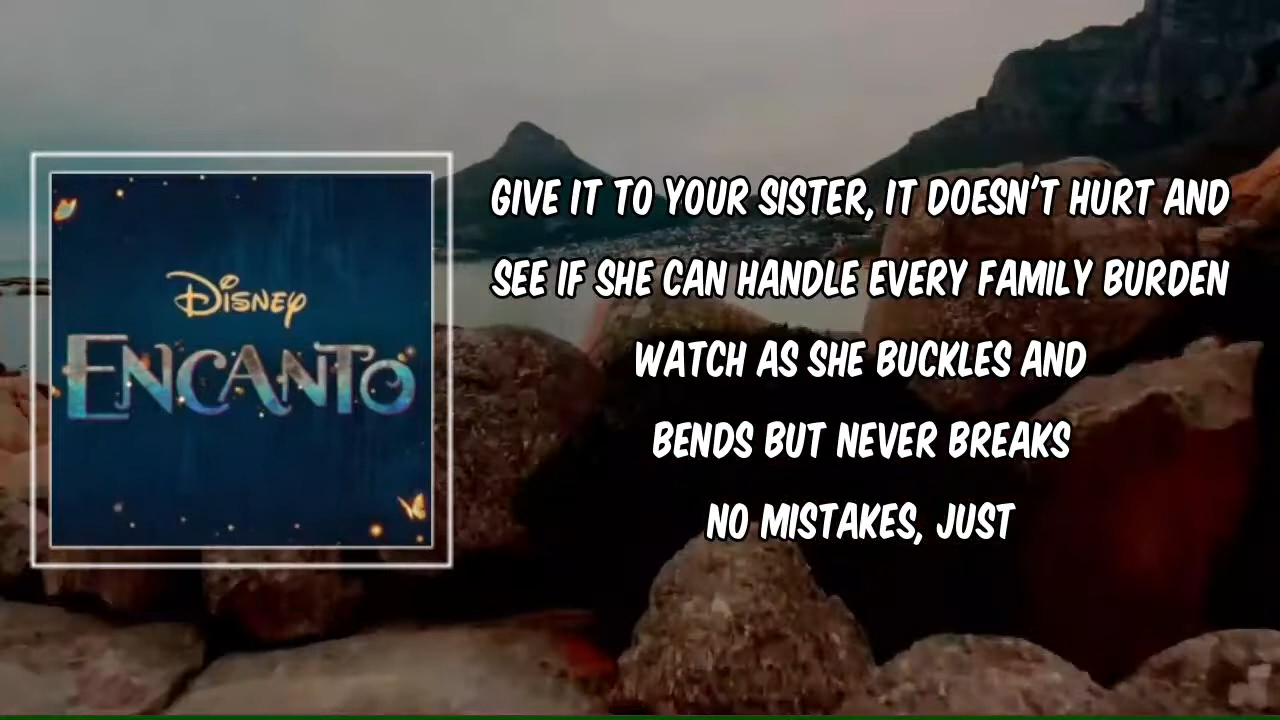 DISNEY
ENCANTO
GIVE IT TO YOUR SISTER, IT DOESN'T HURT AND
SEE IF SHE CAN HANDLE EVERY FAMILY BURDEN
WATCH AS SHE BUCKLES AND
BENDS BUT NEVER BREAKS
NO MISTAKES, JUST